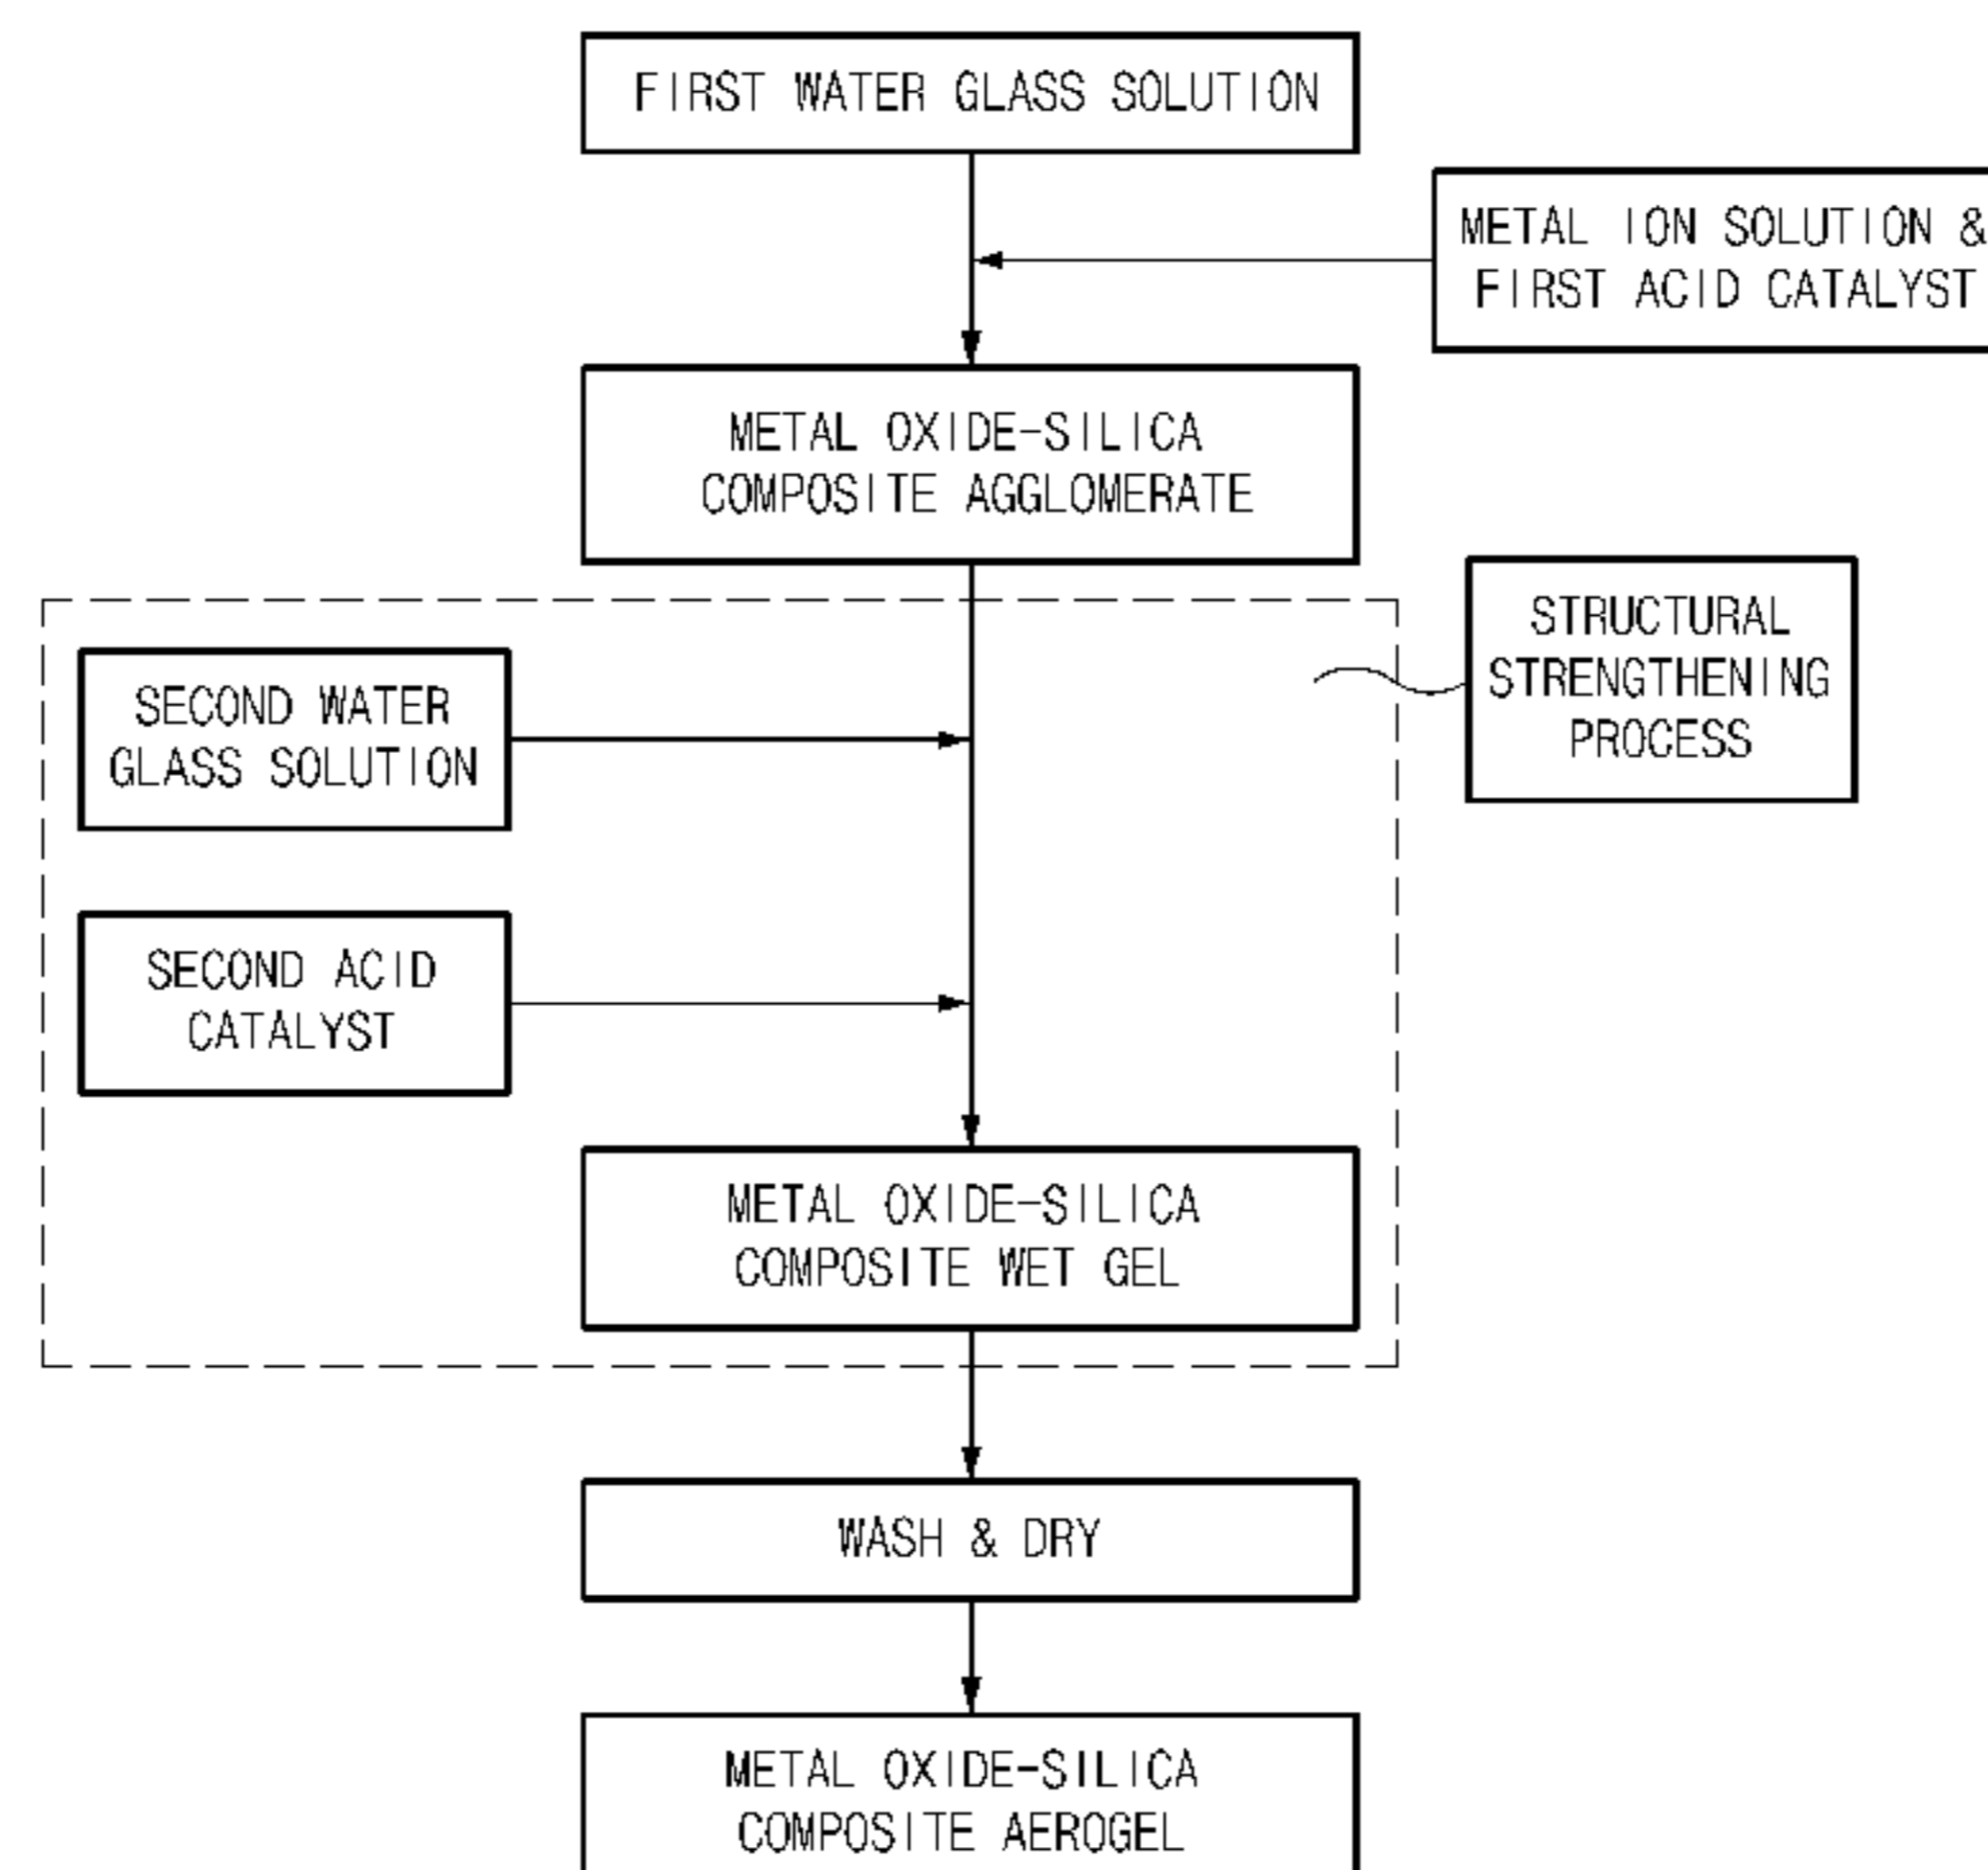 FIRST WATER GLASS SOLUTION
METAL ION SOLUTION &
FIRST ACID CATALYST
METAL OXIDE-SILICA
COMPOSITE AGGLOMERATE
STRUCTURAL
STRENGTHENING
PROCESS
SECOND WATER
GLASS SOLUTION
SECOND ACID
CATALYST
METAL OXIDE-SILICA
COMPOSITE WET GEL
WASH & DRY
METAL OXIDE-SILICA
COMPOSITE AEROGEL